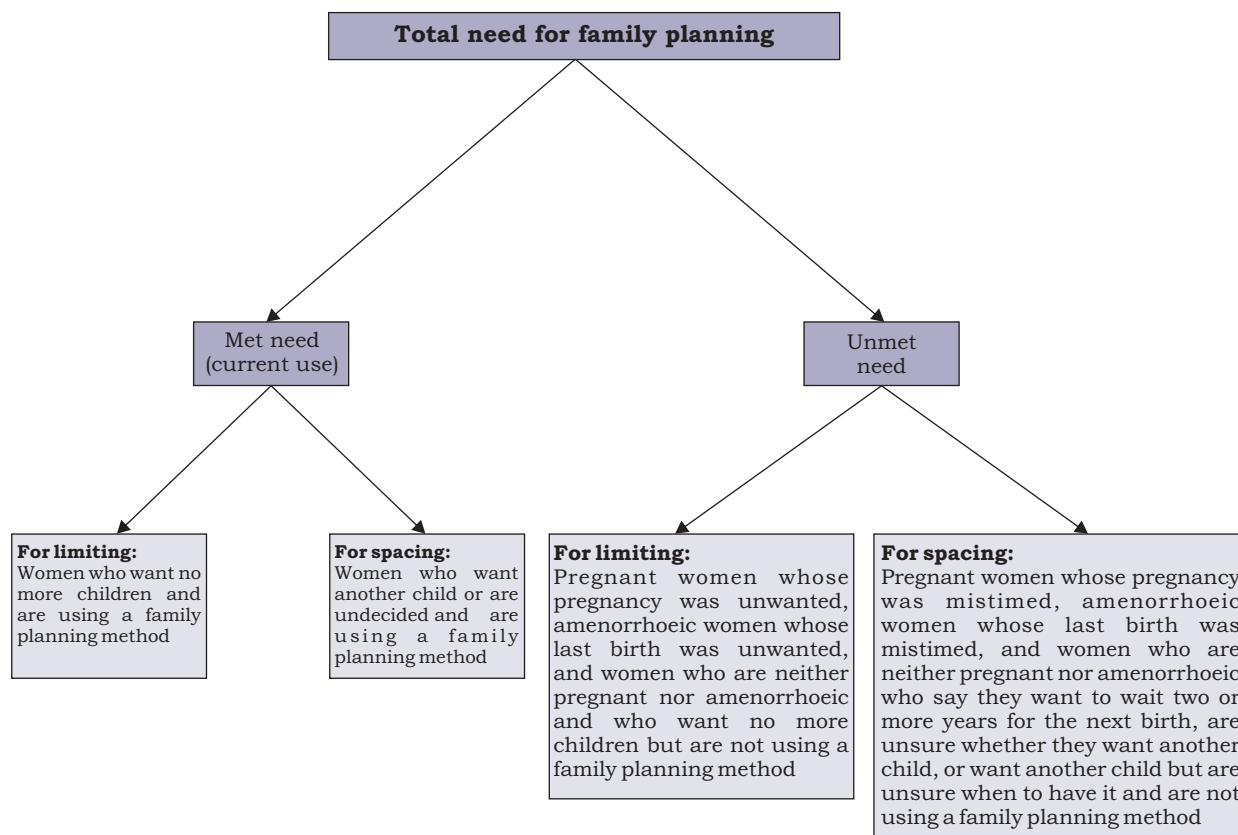 Total need for family planning
Met need
(current use)
Unmet
need
For limiting:
Women who want no
more children and
are using a family
planning method
For spacing:
Women who want
another child or are
undecided and are
using a family
planning method
For limiting:
Pregnant women whose
pregnancy was unwanted,
amenorrhoeic women whose
last birth was unwanted,
and women who are neither
pregnant nor amenorrhoeic
and who want no more
children but are not using a
family planning method
For spacing:
Pregnant women whose pregnancy
was mistimed, amenorrhoeic
women whose last birth was
mistimed, and women who are
neither pregnant nor amenorrhoeic
who say they want to wait two or
more years for the next birth, are
unsure whether they want another
child, or want another child but are
unsure when to have it and are not
using a family planning method